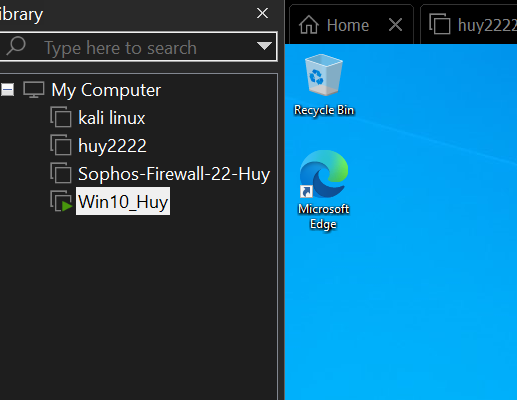 ibrary
Type here to search
My Computer
kali linux
huy2222
Sophos-Firewall-22-Huy
Win10_Huy
Home
huy2222
Recycle Bin
Microsoft
Edge